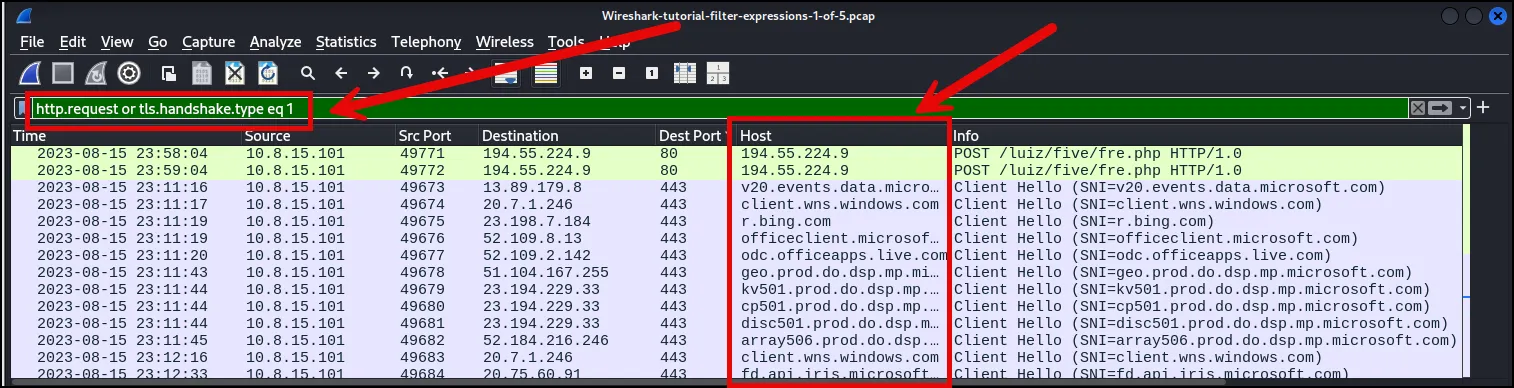 Wireshark-tutorial-filter-expressions-1-of-5.pcap
File Edit View Go Capture Analyze Statistics Telephony Wireless Tools Help
http.request or tls.handshake.type eq 1
Time Source Src Port Destination Dest Port Host Info
2023-08-15 23:58:04 10.8.15.101 49771 194.55.224.9 80 194.55.224.9 POST /luiz/five/fre.php HTTP/1.0
2023-08-15 23:59:04 10.8.15.101 49772 194.55.224.9 80 194.55.224.9 POST /luiz/five/fre.php HTTP/1.0
2023-08-15 23:11:16 10.8.15.101 49673 13.89.179.8 443 v20.events.data.micro… Client Hello (SNI=v20.events.data.microsoft.com)
2023-08-15 23:11:17 10.8.15.101 49674 20.7.1.246 443 client.wns.windows.com Client Hello (SNI=client.wns.windows.com)
2023-08-15 23:11:19 10.8.15.101 49675 23.198.7.184 443 r.bing.com Client Hello (SNI=r.bing.com)
2023-08-15 23:11:19 10.8.15.101 49676 52.109.8.13 443 officeclient.microsof… Client Hello (SNI=officeclient.microsoft.com)
2023-08-15 23:11:20 10.8.15.101 49677 52.109.2.142 443 odc.officeapps.live.com Client Hello (SNI=odc.officeapps.live.com)
2023-08-15 23:11:43 10.8.15.101 49678 51.104.167.255 443 geo.prod.do.dsp.mp.mi… Client Hello (SNI=geo.prod.do.dsp.mp.microsoft.com)
2023-08-15 23:11:44 10.8.15.101 49679 23.194.229.33 443 kv501.prod.do.dsp.mp.… Client Hello (SNI=kv501.prod.do.dsp.mp.microsoft.com)
2023-08-15 23:11:44 10.8.15.101 49680 23.194.229.33 443 cp501.prod.do.dsp.mp.… Client Hello (SNI=cp501.prod.do.dsp.mp.microsoft.com)
2023-08-15 23:11:44 10.8.15.101 49681 23.194.229.33 443 disc501.prod.do.dsp.m… Client Hello (SNI=disc501.prod.do.dsp.mp.microsoft.com)
2023-08-15 23:11:45 10.8.15.101 49682 52.184.216.246 443 array506.prod.do.dsp.… Client Hello (SNI=array506.prod.do.dsp.mp.microsoft.com)
2023-08-15 23:12:16 10.8.15.101 49683 20.7.1.246 443 client.wns.windows.com Client Hello (SNI=client.wns.windows.com)
2023-08-15 23:12:33 10.8.15.101 49684 20.75.60.91 443 fd.api.iris.microsoft… Client Hello (SNI=fd.api.iris.microsoft.com)